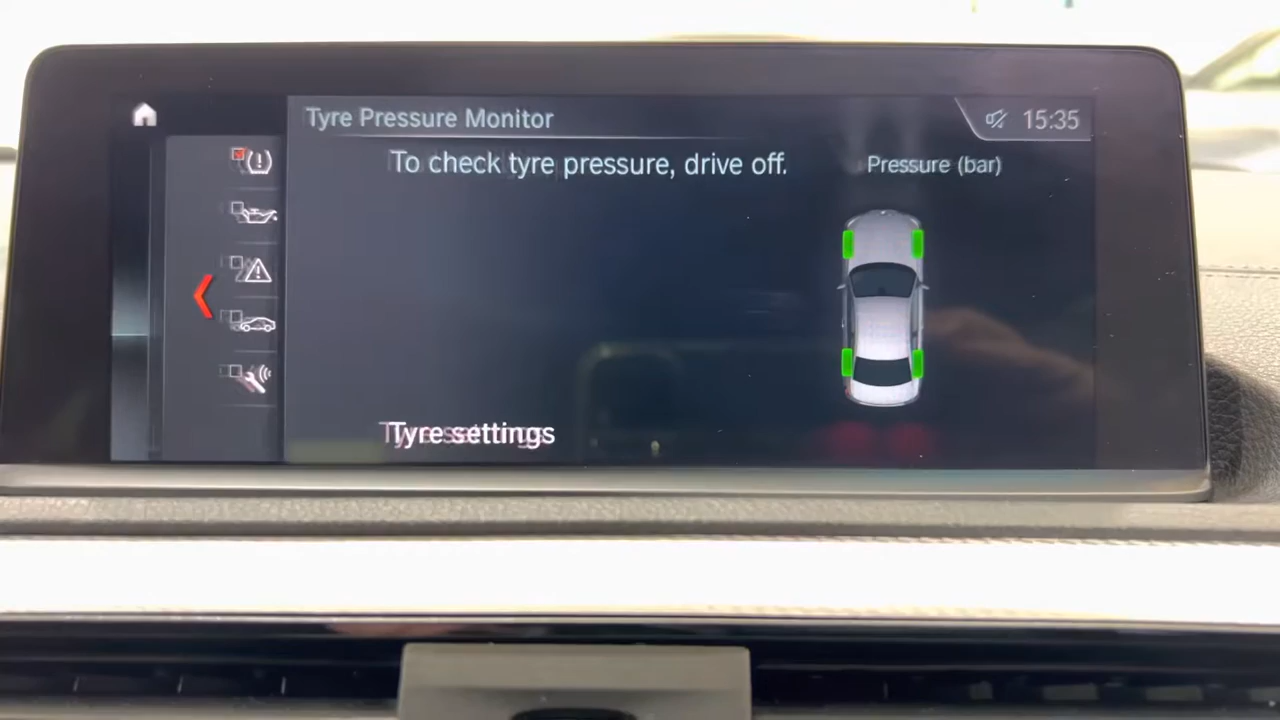 Tyre Pressure Monitor
15:35
To check tyre pressure, drive off.
Pressure (bar)
Tyre settings